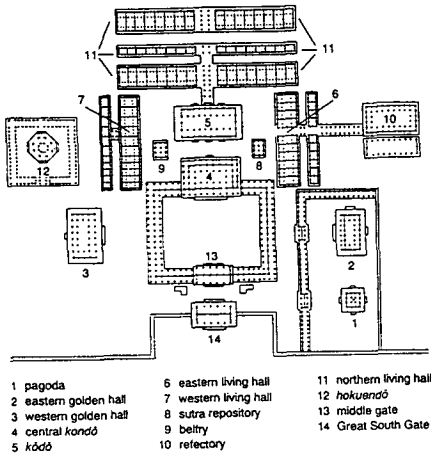 11
11
7
6
5
10
12
9
8
4
3
13
2
1
14
1 pagoda
2 eastern golden hall
3 western golden hall
4 central kondō
5 kōdō
6 eastern living hall
7 western living hall
8 sutra repository
9 belfry
10 refectory
11 northern living hall
12 hokuendō
13 middle gate
14 Great South Gate